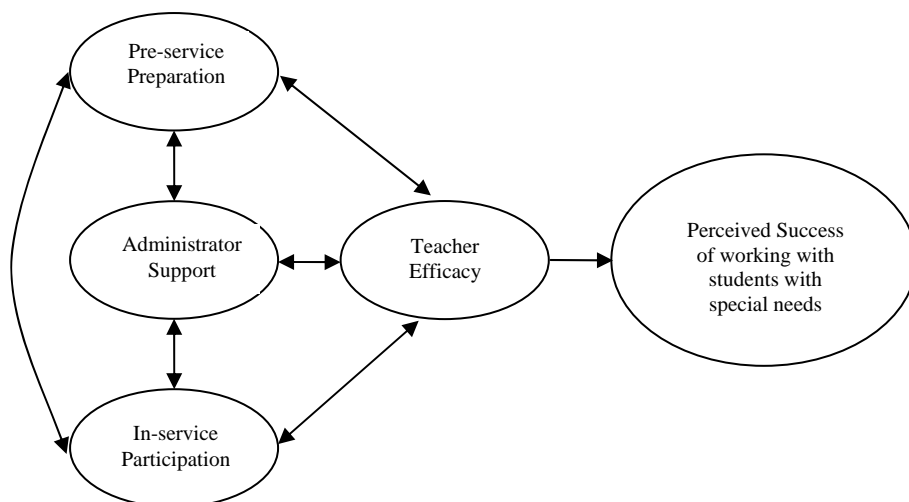 Pre-service
Preparation
Administrator
Support
Teacher
Efficacy
Perceived Success
of working with
students with
special needs
In-service
Participation